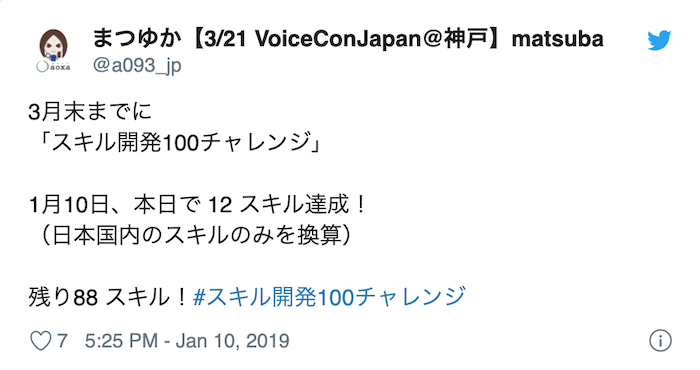 まつゆか【3/21 VoiceConJapan@神戸】matsuba
@a093_jp
aoxa
3月末までに
「スキル開発100チャレンジ」
1月10日、本日で 12 スキル達成！
（日本国内のスキルのみを換算）
残り88 スキル！#スキル開発100チャレンジ
7 5:25 PM - Jan 10, 2019